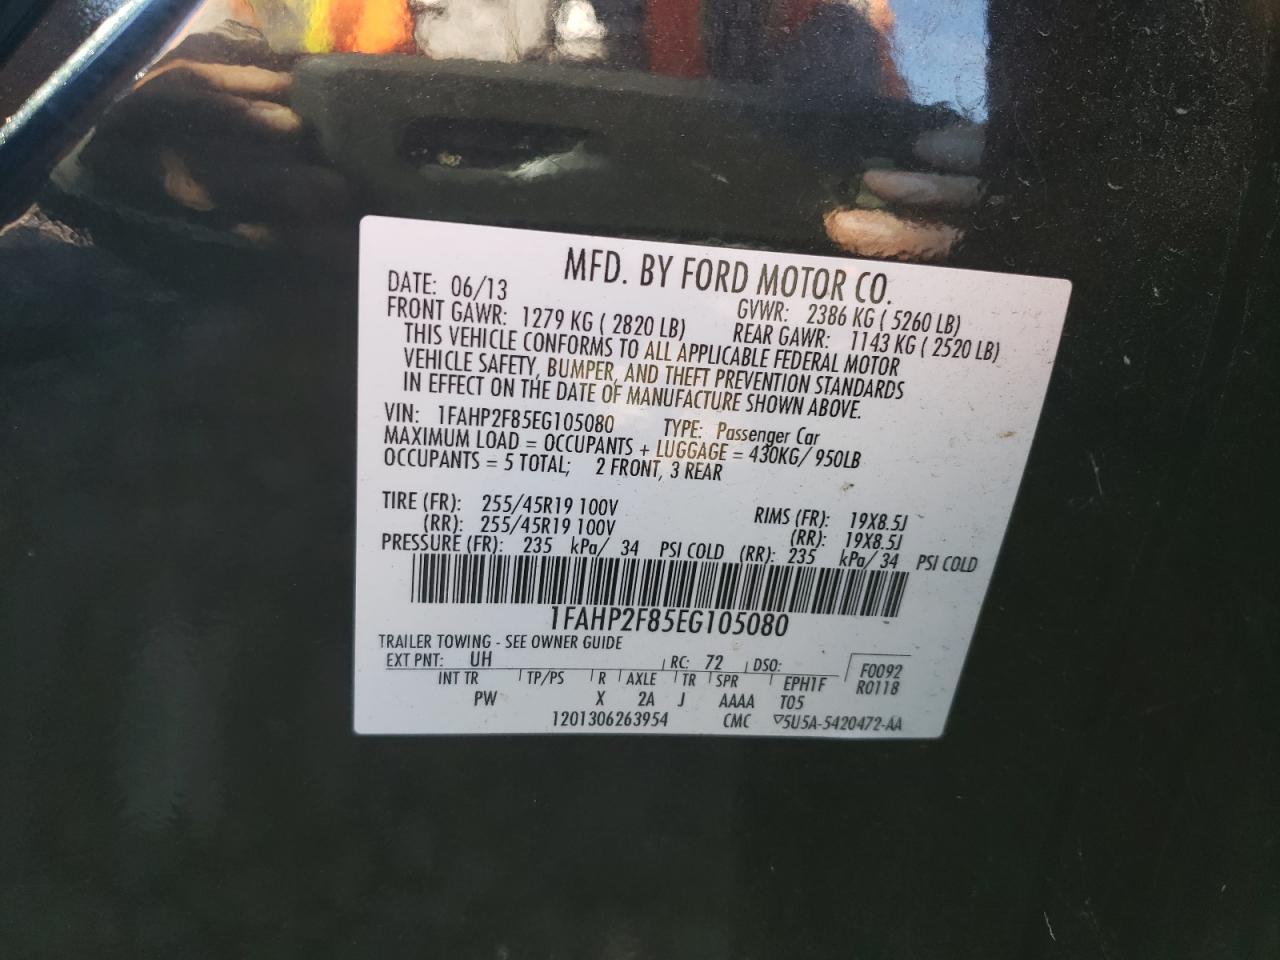 MFD. BY FORD MOTOR CO.
DATE: 06/13 GVWR: 2386 KG ( 5260 LB)
FRONT GAWR: 1279 KG ( 2820 LB) REAR GAWR: 1143 KG ( 2520 LB)
THIS VEHICLE CONFORMS TO ALL APPLICABLE FEDERAL MOTOR
VEHICLE SAFETY, BUMPER, AND THEFT PREVENTION STANDARDS
IN EFFECT ON THE DATE OF MANUFACTURE SHOWN ABOVE.
VIN: 1FAHP2F85EG105080 TYPE: Passenger Car
MAXIMUM LOAD = OCCUPANTS + LUGGAGE = 430KG/ 950LB
OCCUPANTS = 5 TOTAL; 2 FRONT, 3 REAR
TIRE (FR): 255/45R19 100V RIMS (FR): 19X8.5J
(RR): 255/45R19 100V (RR): 19X8.5J
PRESSURE (FR): 235 kPa/ 34 PSI COLD (RR): 235 kPa/ 34 PSI COLD
1FAHP2F85EG105080
TRAILER TOWING - SEE OWNER GUIDE
EXT PNT: UH RC: 72 DSO: F0092
INT TR TP/PS R AXLE TR SPR EPH1F R0118
PW X 2A J AAAA T05
1201306263954 CMC ▽5U5A-5420472-AA